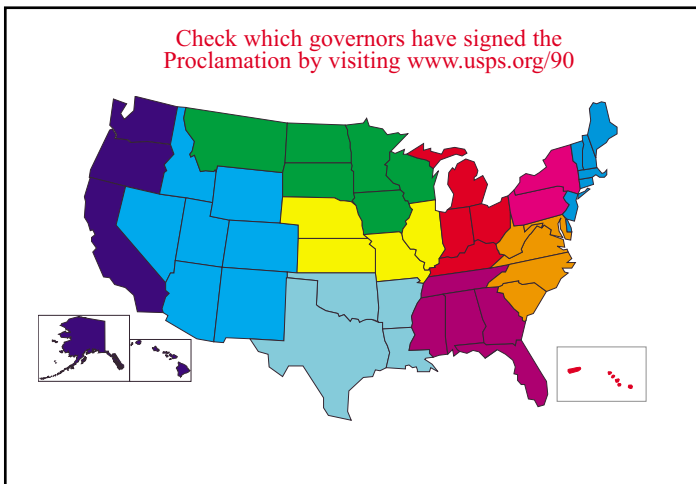 Check which governors have signed the
Proclamation by visiting www.usps.org/90